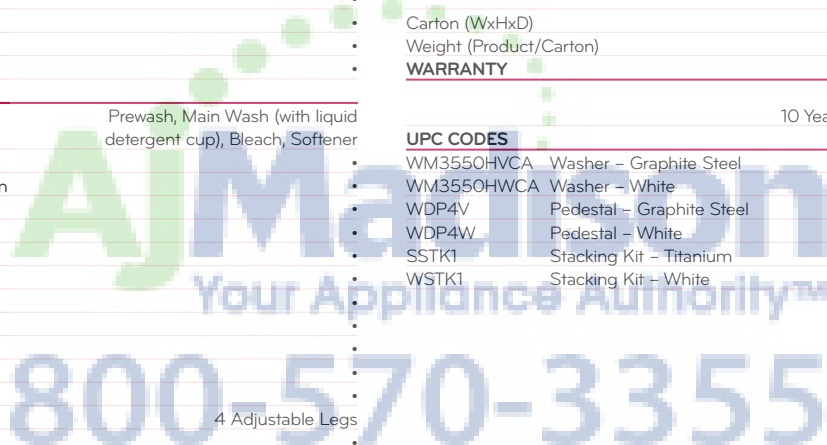 Prewash, Main Wash (with liquid
detergent cup), Bleach, Softener
4 Adjustable Legs
Carton (WxHxD)
Weight (Product/Carton)
WARRANTY
10 Yea
UPC CODES
WM3550HVCA Washer – Graphite Steel
WM3550HWCA Washer – White
WDP4V Pedestal – Graphite Steel
WDP4W Pedestal – White
SSTK1 Stacking Kit – Titanium
WSTK1 Stacking Kit – White
AjMadison
Your Appliance Authority™
800-570-3355